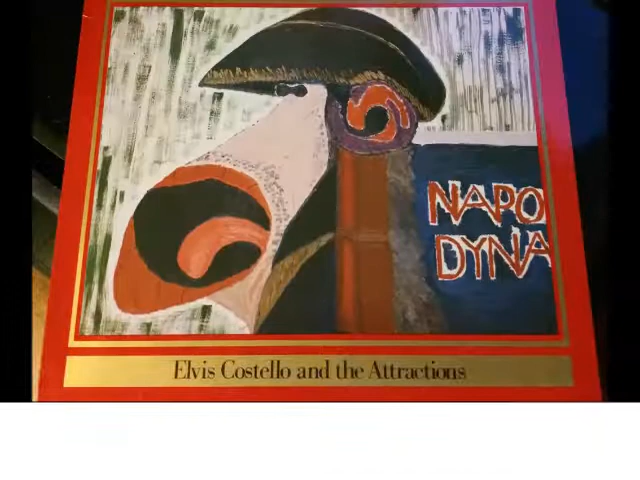 NAPO
DYNA
Elvis Costello and the Attractions